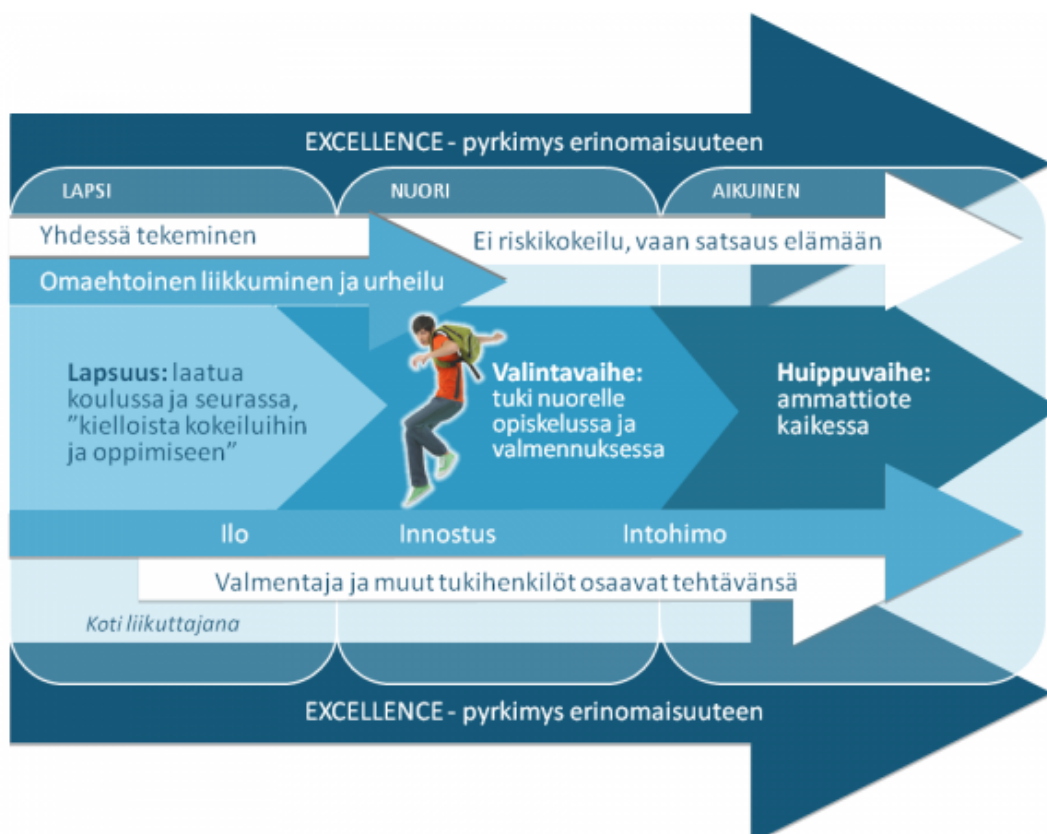 EXCELLENCE - pyrkimys erinomaisuuteen
LAPSI
NUORI
AIKUINEN
Yhdessä tekeminen
Ei riskikokeilu, vaan satsaus elämään
Omaehtoinen liikkuminen ja urheilu
Lapsuus: laatua
koulussa ja seurassa,
”kielloista kokeiluihin
ja oppimiseen”
Valintavaihe:
tuki nuorelle
opiskelussa ja
valmennuksessa
Huippuvaihe:
ammattiote
kaikessa
Ilo
Innostus
Intohimo
Valmentaja ja muut tukihenkilöt osaavat tehtävänsä
Koti liikuttajana
EXCELLENCE - pyrkimys erinomaisuuteen